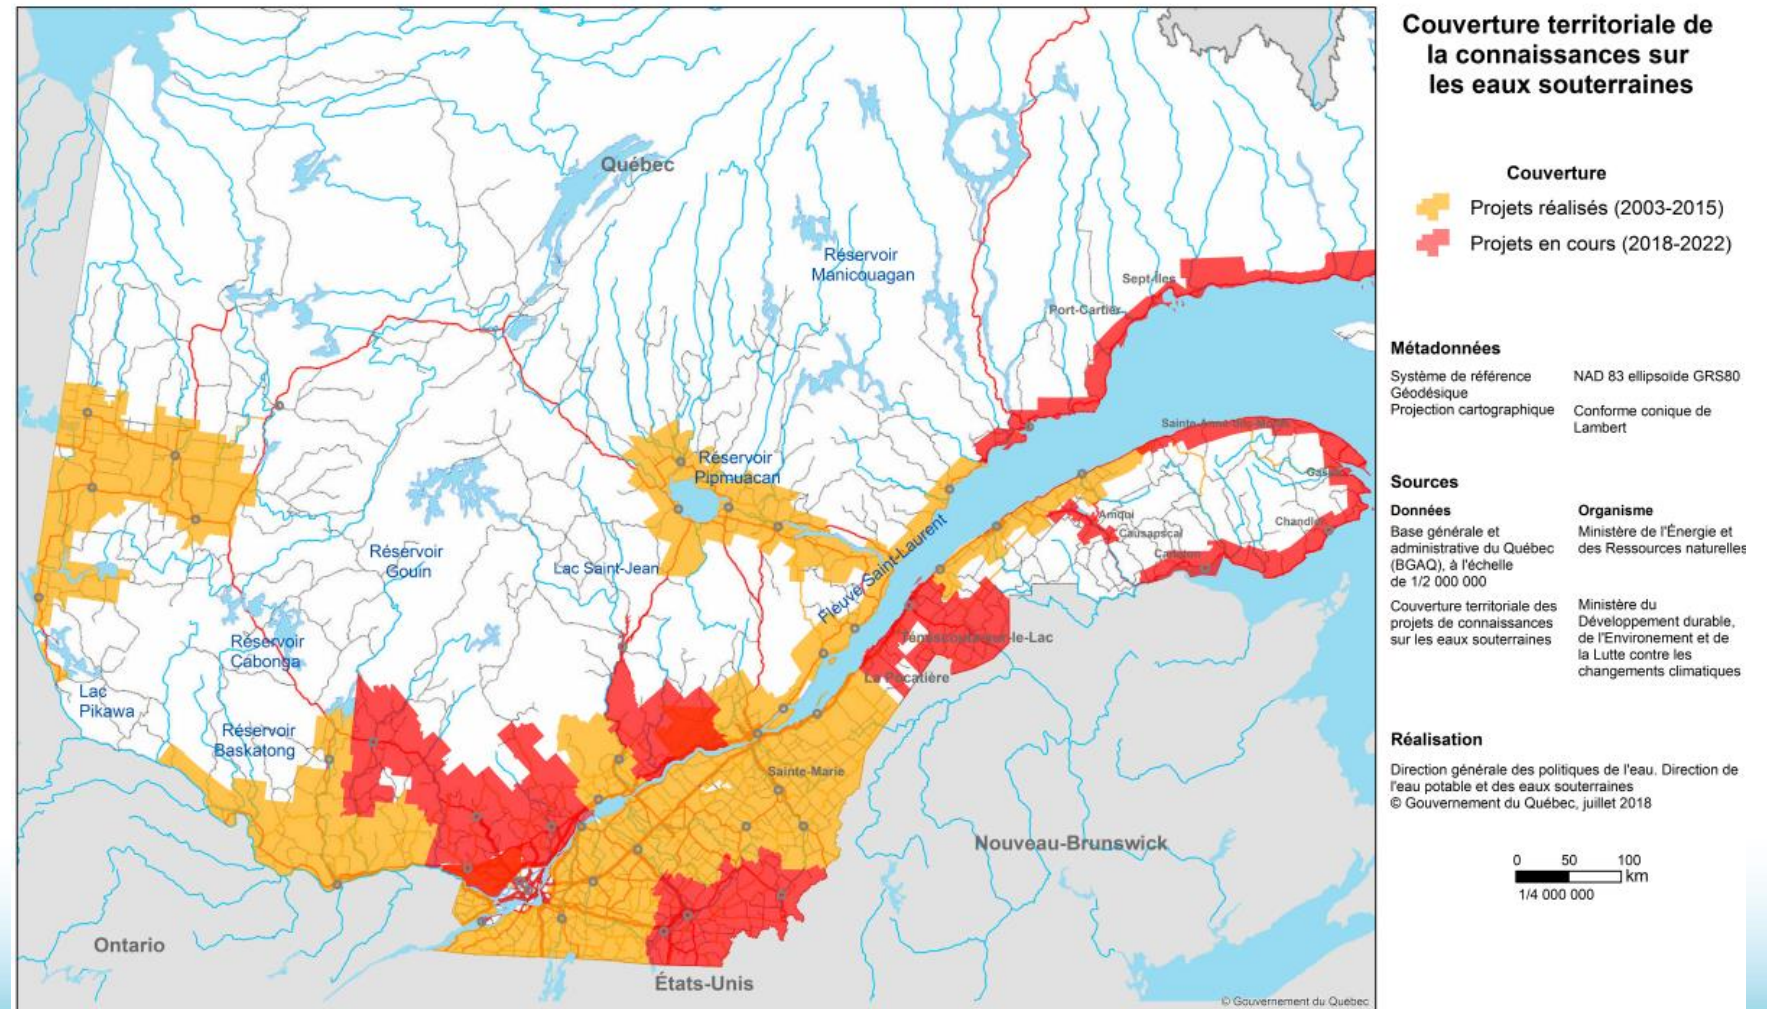 Couverture territoriale de
la connaissances sur
les eaux souterraines
Couverture
Projets réalisés (2003-2015)
Projets en cours (2018-2022)
Métadonnées
Système de référence
Géodésique
NAD 83 ellipsoïde GRS80
Projection cartographique
Conforme conique de
Lambert
Sources
Données
Organisme
Base générale et
administrative du Québec
(BGAQ), à l'échelle
de 1/2 000 000
Ministère de l'Énergie et
des Ressources naturelles
Couverture territoriale des
projets de connaissances
sur les eaux souterraines
Ministère du
Développement durable,
de l'Environement et de
la Lutte contre les
changements climatiques
Réalisation
Direction générale des politiques de l'eau. Direction de
l'eau potable et des eaux souterraines
© Gouvernement du Québec, juillet 2018
0 50 100
km
1/4 000 000
Québec
Réservoir
Manicouagan
Sept-Îles
Port-Cartier
Réservoir
Pipmuacan
Gaspé
Amqui
Causapscal
Chandler
Carleton
Réservoir
Gouin
Lac Saint-Jean
Fleuve Saint-Laurent
Réservoir
Cabonga
Témiscouata-sur-le-Lac
La Pocatière
Lac
Pikawa
Réservoir
Baskatong
Sainte-Marie
Nouveau-Brunswick
Ontario
États-Unis
© Gouvernement du Québec